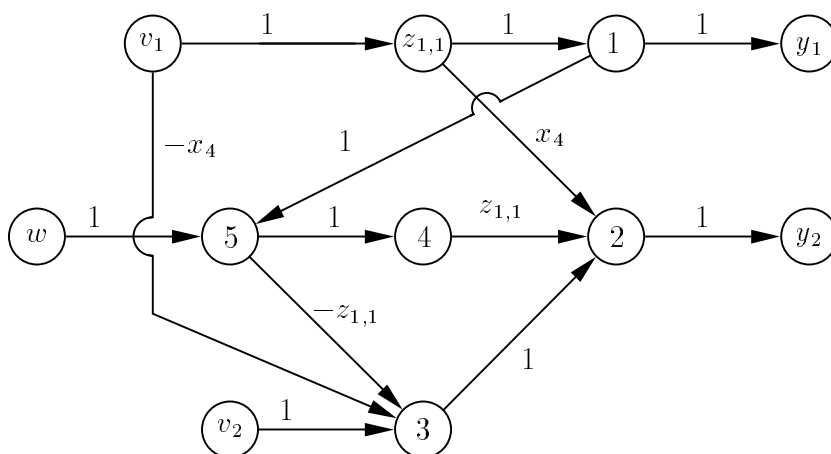 1 1 1
v₁ z₁,₁ 1 y₁
−x₄ 1 x₄
1 1 z₁,₁ 1
w 5 4 2 y₂
−z₁,₁
1
1
v₂ 3